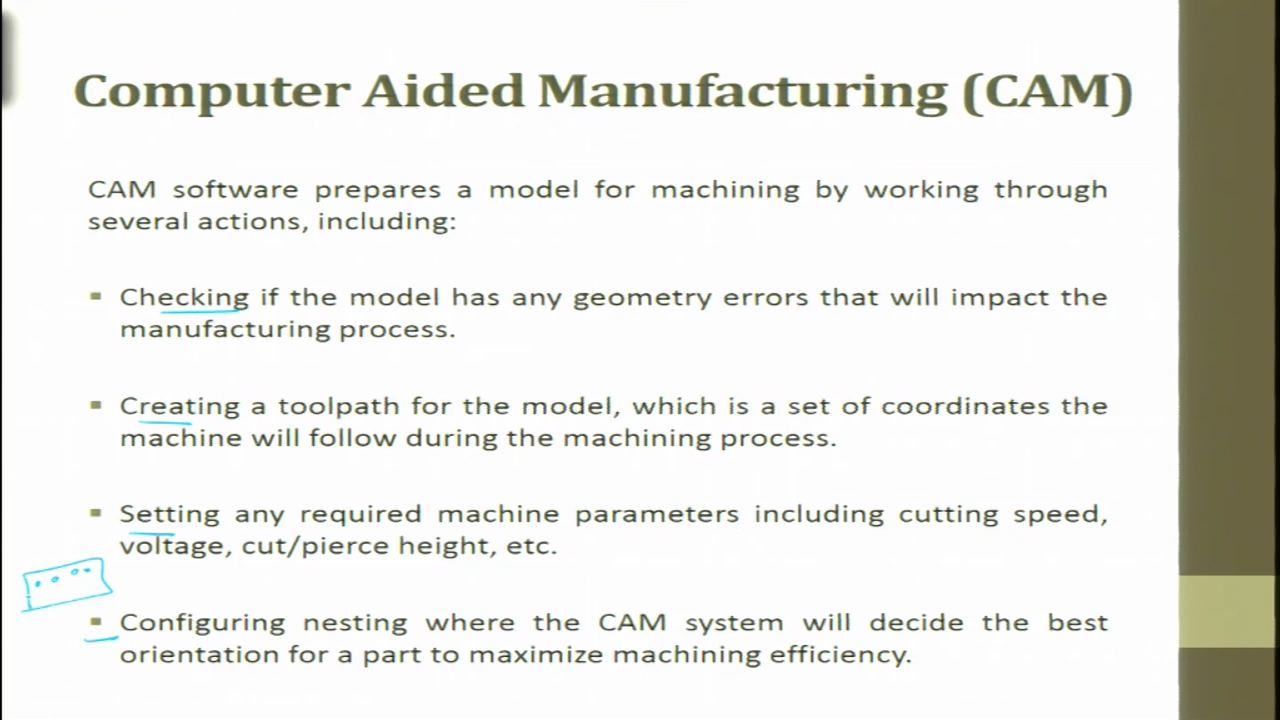 Computer Aided Manufacturing (CAM)
CAM software prepares a model for machining by working through
several actions, including:
▪ Checking if the model has any geometry errors that will impact the
manufacturing process.
▪ Creating a toolpath for the model, which is a set of coordinates the
machine will follow during the machining process.
▪ Setting any required machine parameters including cutting speed,
voltage, cut/pierce height, etc.
▪ Configuring nesting where the CAM system will decide the best
orientation for a part to maximize machining efficiency.